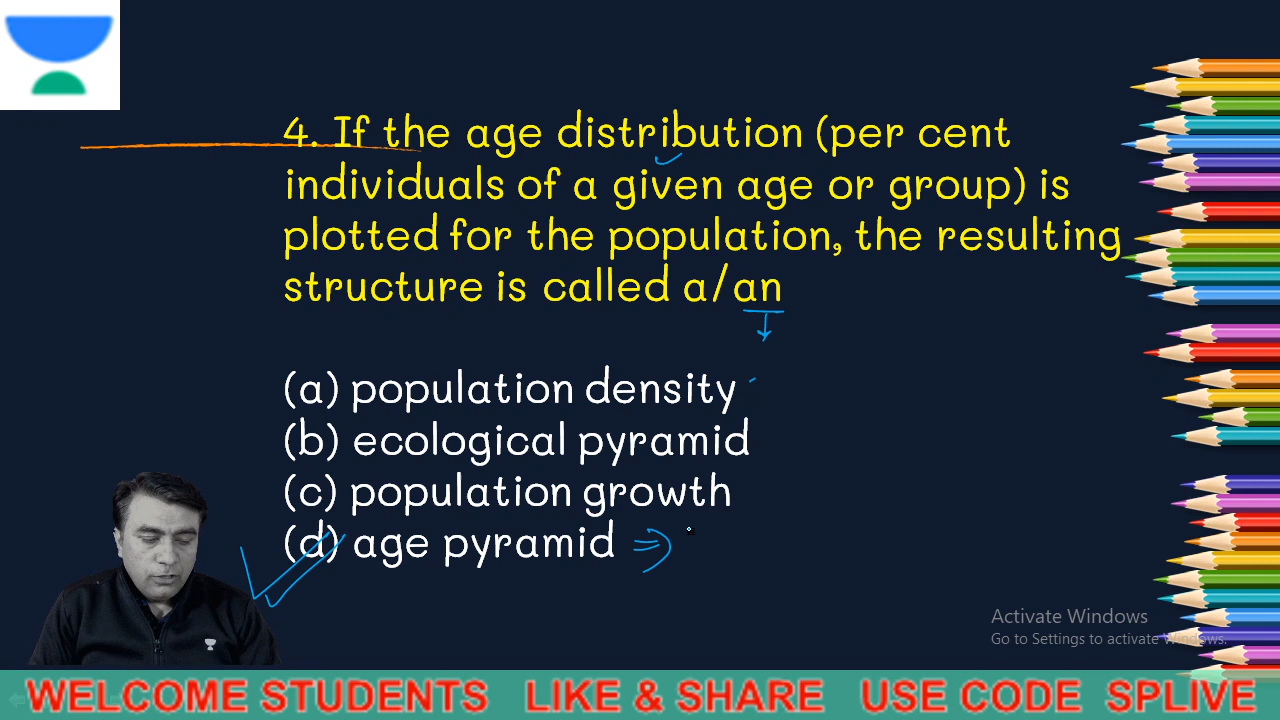 4. If the age distribution (per cent
individuals of a given age or group) is
plotted for the population, the resulting
structure is called a/an
(a) population density
(b) ecological pyramid
(c) population growth
(d) age pyramid
Activate Windows
Go to Settings to activate Windows.
WELCOME STUDENTS LIKE & SHARE USE CODE SPLIVE